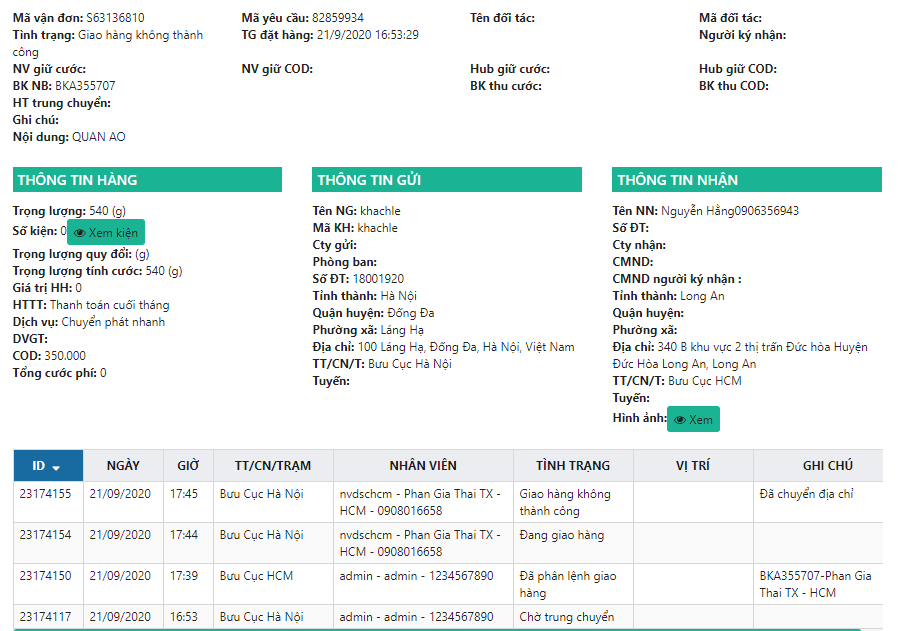 Mã vận đơn: S63136810
Mã yêu cầu: 82859934
Tên đối tác:
Mã đối tác:
Tình trạng: Giao hàng không thành
công
TG đặt hàng: 21/9/2020 16:53:29
Người ký nhận:
NV giữ cước:
NV giữ COD:
Hub giữ cước:
Hub giữ COD:
BK NB: BKA355707
BK thu cước:
BK thu COD:
HT trung chuyển:
Ghi chú:
Nội dung: QUAN AO
THÔNG TIN HÀNG
Trọng lượng: 540 (g)
Số kiện: 0 Xem kiện
Trọng lượng quy đổi: (g)
Trọng lượng tính cước: 540 (g)
Giá trị HH: 0
HTTT: Thanh toán cuối tháng
Dịch vụ: Chuyển phát nhanh
DVGT:
COD: 350.000
Tổng cước phí: 0
THÔNG TIN GỬI
Tên NG: khachle
Mã KH: khachle
Cty gửi:
Phòng ban:
Số ĐT: 18001920
Tỉnh thành: Hà Nội
Quận huyện: Đống Đa
Phường xã: Láng Hạ
Địa chỉ: 100 Láng Hạ, Đống Đa, Hà Nội, Việt Nam
TT/CN/T: Bưu Cục Hà Nội
Tuyến:
THÔNG TIN NHẬN
Tên NN: Nguyễn Hằng0906356943
Số ĐT:
Cty nhận:
CMND:
CMND người ký nhận :
Tỉnh thành: Long An
Quận huyện:
Phường xã:
Địa chỉ: 340 B khu vực 2 thị trấn Đức hòa Huyện
Đức Hòa Long An, Long An
TT/CN/T: Bưu Cục HCM
Tuyến:
Hình ảnh: Xem
ID NGÀY GIỜ TT/CN/TRẠM NHÂN VIÊN TÌNH TRẠNG VỊ TRÍ GHI CHÚ
23174155 21/09/2020 17:45 Bưu Cục Hà Nội nvdschcm - Phan Gia Thai TX - Giao hàng không Đã chuyển địa chỉ
HCM - 0908016658 thành công
23174154 21/09/2020 17:44 Bưu Cục Hà Nội nvdschcm - Phan Gia Thai TX - Đang giao hàng
HCM - 0908016658
23174150 21/09/2020 17:39 Bưu Cục HCM admin - admin - 1234567890 Đã phân lệnh giao BKA355707-Phan Gia
hàng Thai TX - HCM
23174117 21/09/2020 16:53 Bưu Cục Hà Nội admin - admin - 1234567890 Chờ trung chuyển